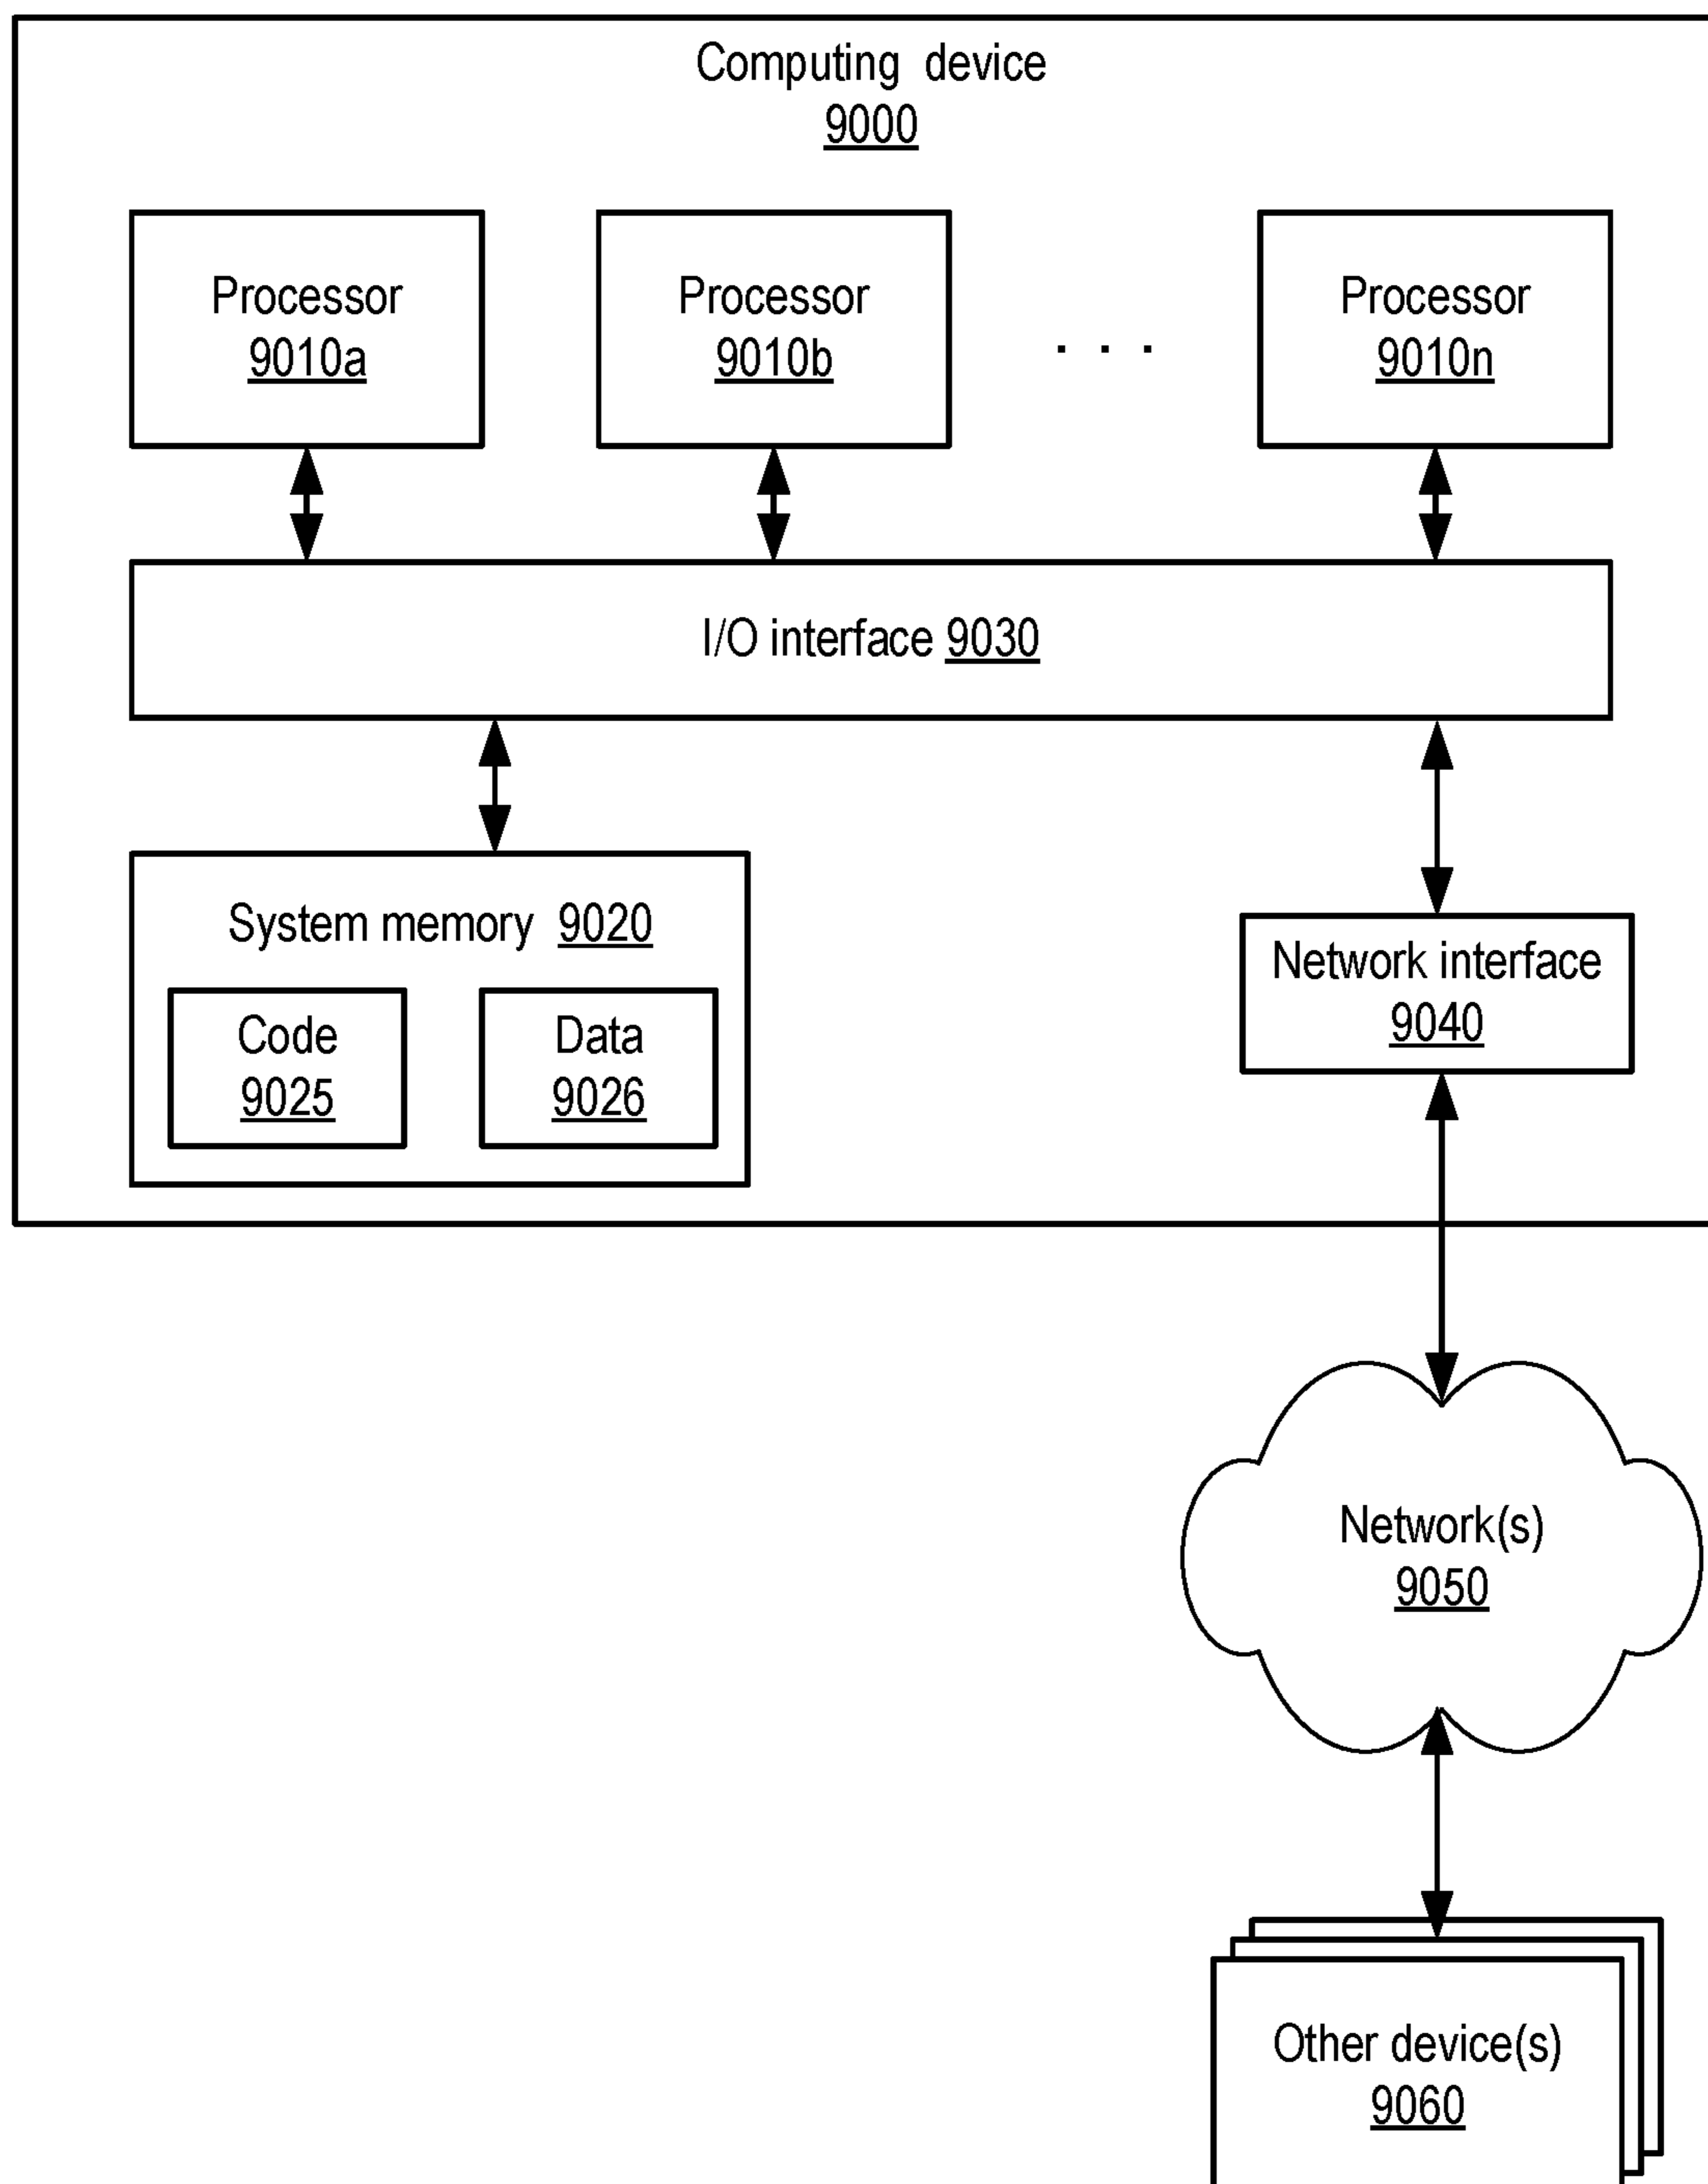 Computing device
9000
Processor
9010a
Processor
9010b
. . .
Processor
9010n
I/O interface 9030
System memory 9020
Code
9025
Data
9026
Network interface
9040
Network(s)
9050
Other device(s)
9060